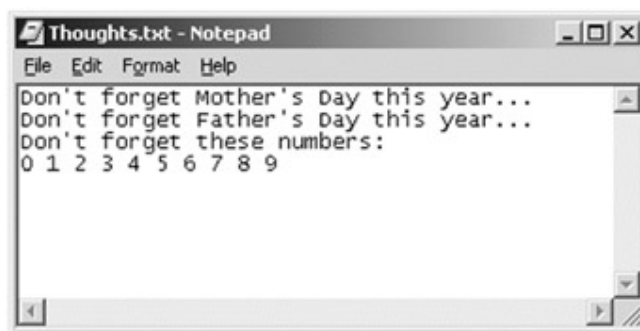 Thoughts.txt - Notepad
File Edit Format Help
Don't forget Mother's Day this year...
Don't forget Father's Day this year...
Don't forget these numbers:
0 1 2 3 4 5 6 7 8 9